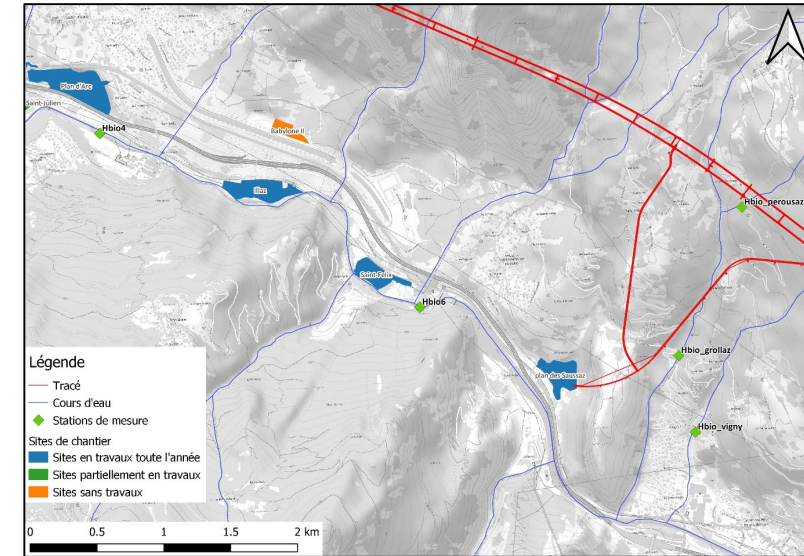 Plan d'Arc
Saint-Julien
Hbio4
Babylone II
Illaz
Hbio_perousaz
Saint-Félix
Hbio6
Hbio_grollaz
plan des Saussaz
Hbio_vigny
Légende
Tracé
Cours d'eau
Stations de mesure
Sites de chantier
Sites en travaux toute l'année
Sites partiellement en travaux
Sites sans travaux
0 0.5 1 1.5 2 km